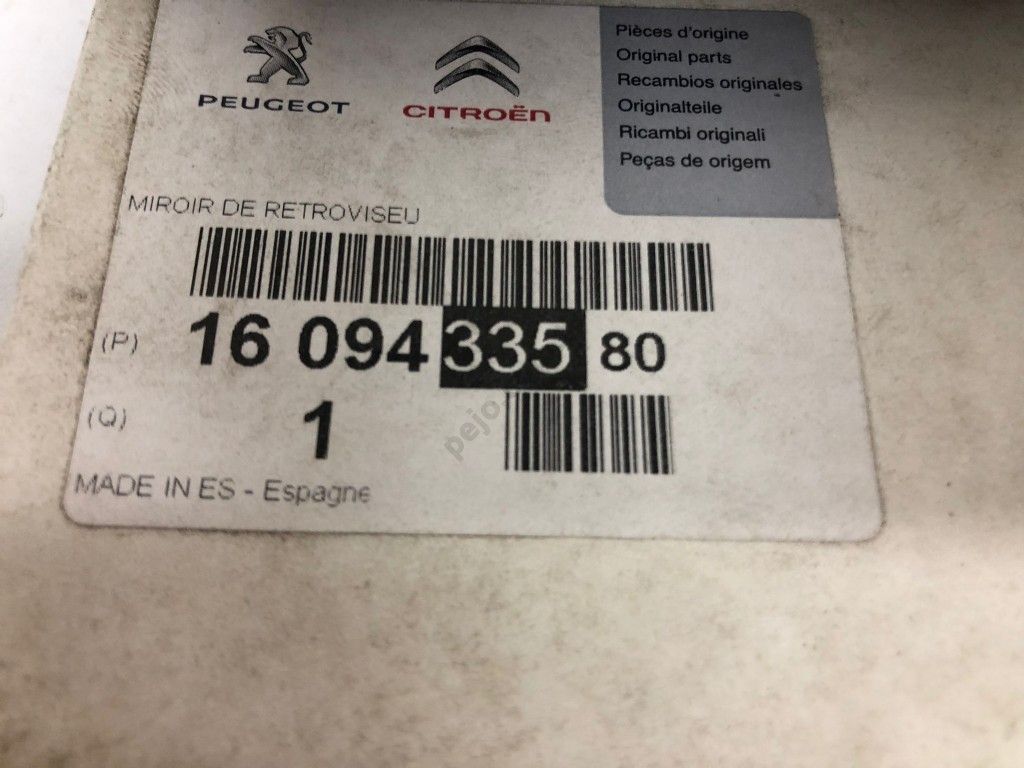 PEUGEOT
CITROËN
Pièces d'origine
Original parts
Recambios originales
Originalteile
Ricambi originali
Peças de origem
MIROIR DE RETROVISEU
(P) 16 094 335 80
(Q) 1
pejo
MADE IN ES - Espagne